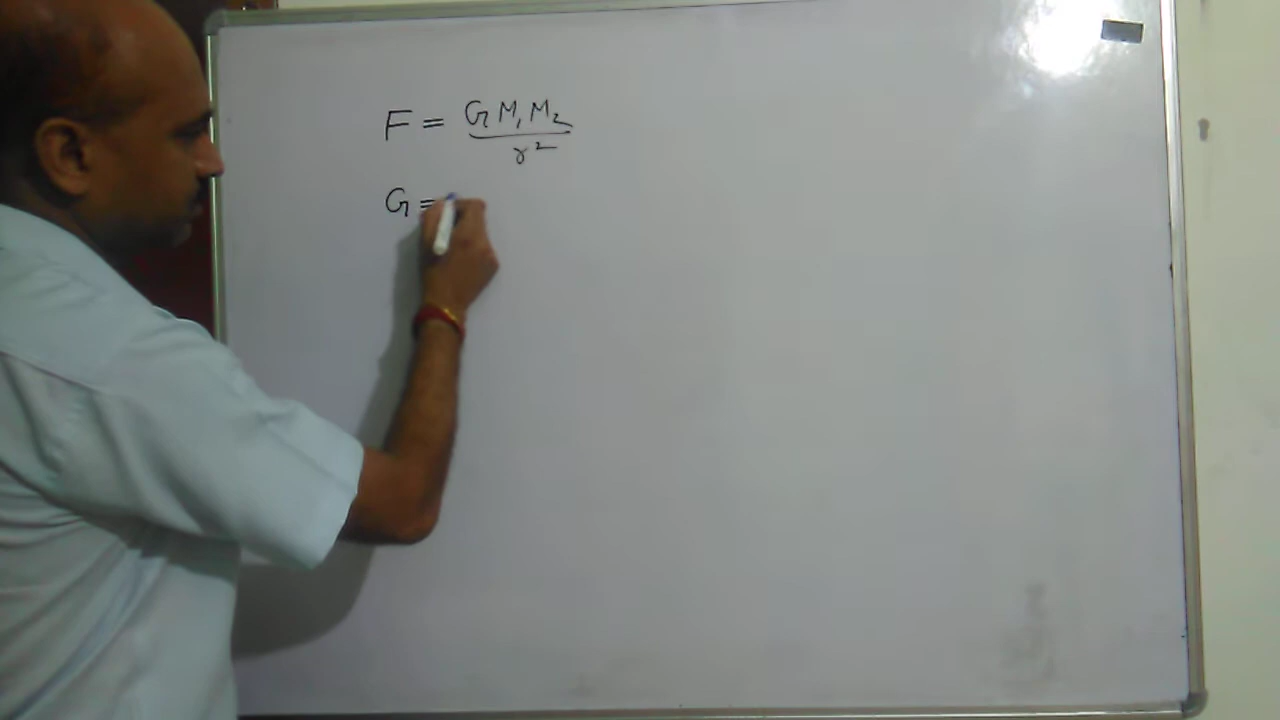 F = G M₁ M₂ / r²
G =